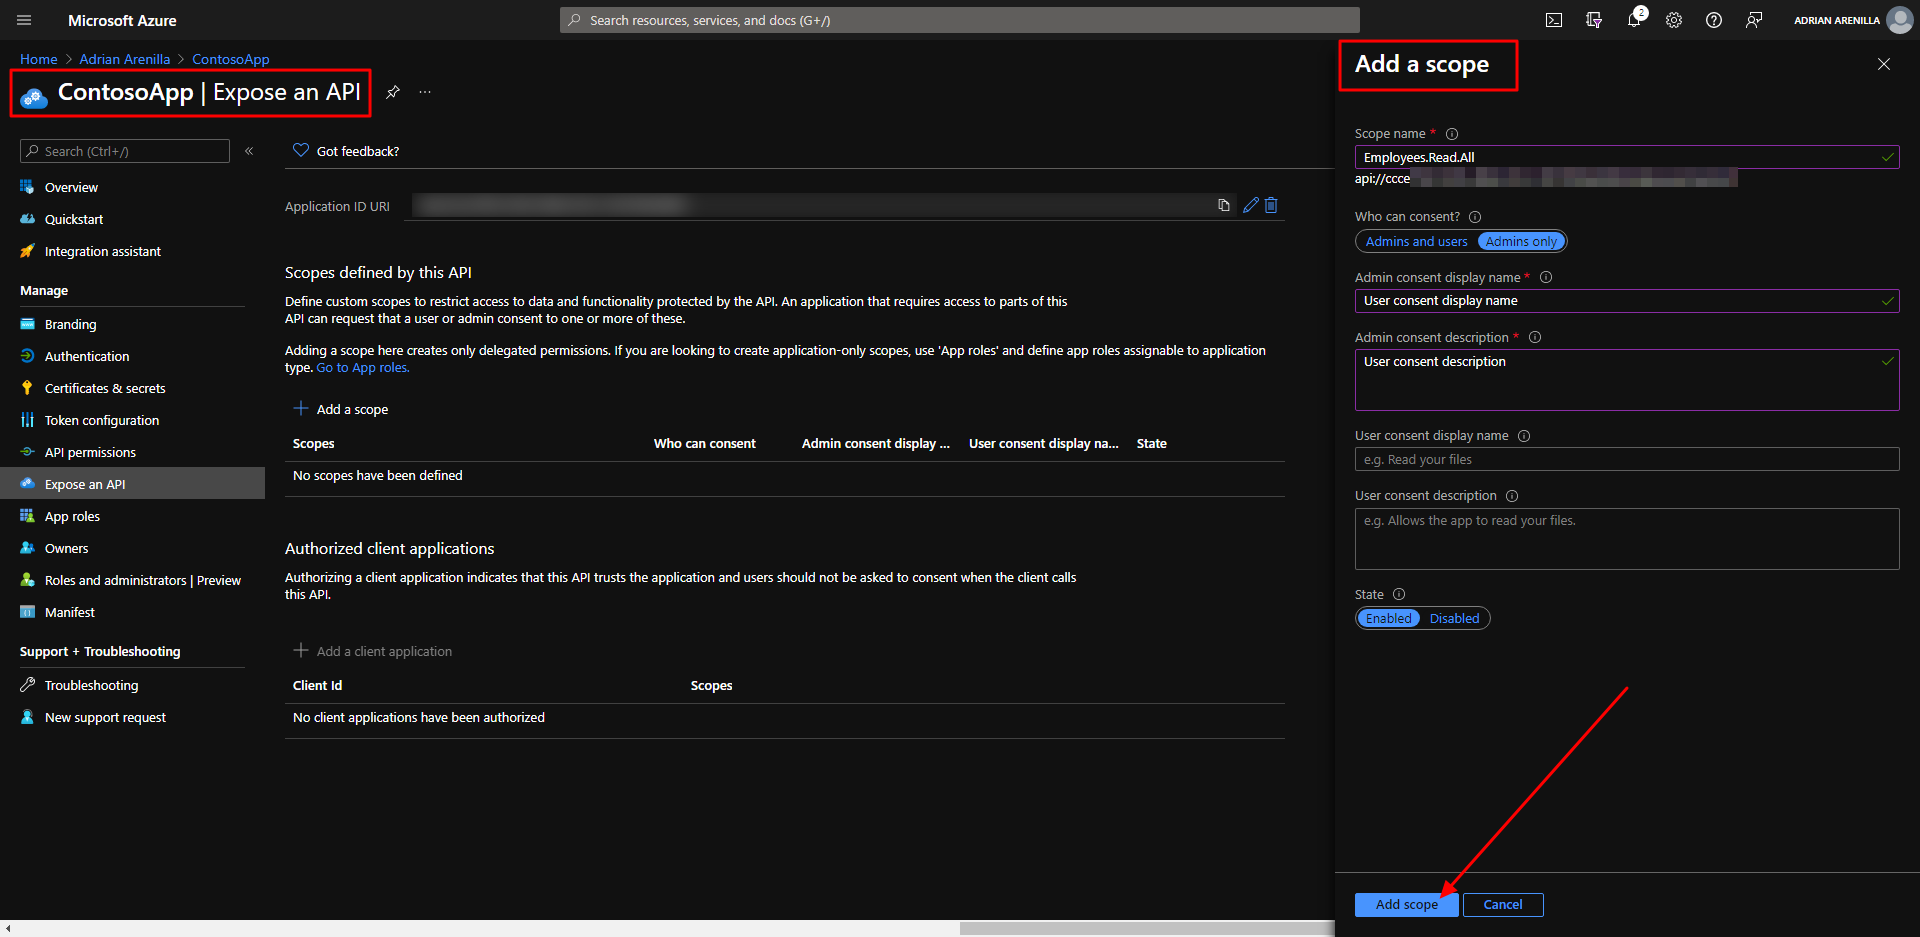 Microsoft Azure
Search resources, services, and docs (G+/)
2
ADRIAN ARENILLA
Home > Adrian Arenilla > ContosoApp
ContosoApp | Expose an API
...
Search (Ctrl+/)
«
Overview
Quickstart
Integration assistant
Manage
Branding
Authentication
Certificates & secrets
Token configuration
API permissions
Expose an API
App roles
Owners
Roles and administrators | Preview
Manifest
Support + Troubleshooting
Troubleshooting
New support request
Got feedback?
Application ID URI
Scopes defined by this API
Define custom scopes to restrict access to data and functionality protected by the API. An application that requires access to parts of this
API can request that a user or admin consent to one or more of these.
Adding a scope here creates only delegated permissions. If you are looking to create application-only scopes, use 'App roles' and define app roles assignable to application
type. Go to App roles.
+ Add a scope
Scopes Who can consent Admin consent display ... User consent display na... State
No scopes have been defined
Authorized client applications
Authorizing a client application indicates that this API trusts the application and users should not be asked to consent when the client calls
this API.
+ Add a client application
Client Id Scopes
No client applications have been authorized
Add a scope
Scope name *
Employees.Read.All
api://ccce
Who can consent?
Admins and users Admins only
Admin consent display name *
User consent display name
Admin consent description *
User consent description
User consent display name
e.g. Read your files
User consent description
e.g. Allows the app to read your files.
State
Enabled Disabled
Add scope Cancel